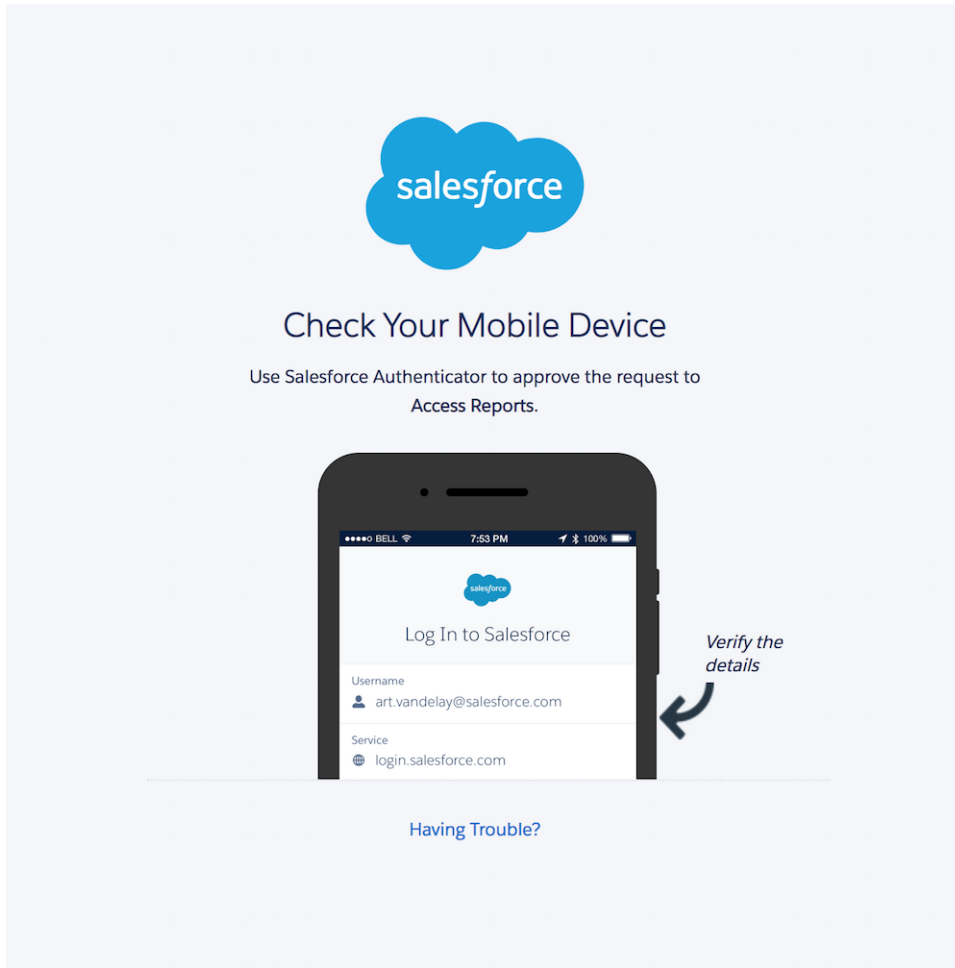 salesforce
Check Your Mobile Device
Use Salesforce Authenticator to approve the request to
Access Reports.
BELL 7:53 PM 100%
salesforce
Log In to Salesforce
Username
art.vandelay@salesforce.com
Verify the
details
Service
login.salesforce.com
Having Trouble?